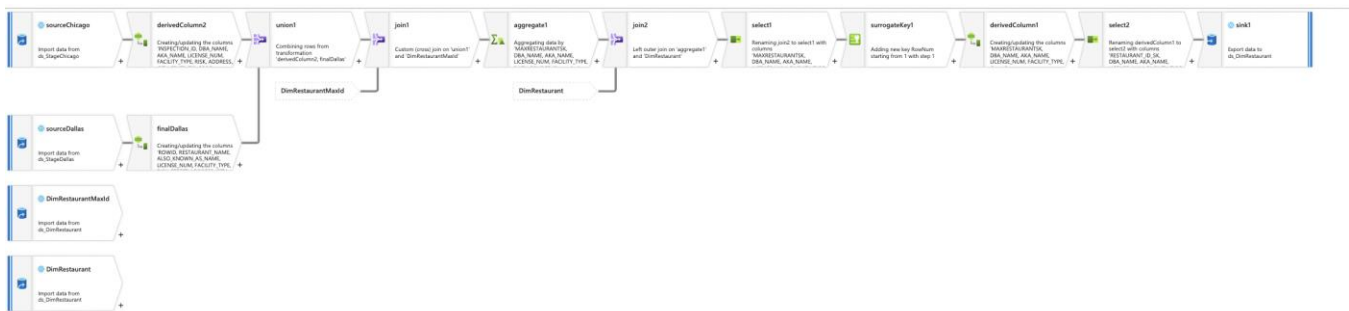 sourceChicago
Import data from
ds_StageChicago
+
derivedColumn2
Creating/updating the columns
'INSPECTION_ID, DBA_NAME,
AKA_NAME, LICENSE_NUM,
FACILITY_TYPE, RISK, ADDRESS,
+
union1
Combining rows from
transformation
'derivedColumn2, finalDallas'
+
join1
Custom (cross) join on 'union1'
and 'DimRestaurantMaxId'
+
aggregate1
Aggregating data by
'MAXRESTAURANTSK,
DBA_NAME, AKA_NAME,
LICENSE_NUM, FACILITY_TYPE,
+
join2
Left outer join on 'aggregate1'
and 'DimRestaurant'
+
select1
Renaming join2 to select1 with
columns
'MAXRESTAURANTSK,
DBA_NAME, AKA_NAME,
+
surrogateKey1
Adding new key RowNum
starting from 1 with step 1
+
derivedColumn1
Creating/updating the columns
'MAXRESTAURANTSK,
DBA_NAME, AKA_NAME,
LICENSE_NUM, FACILITY_TYPE,
+
select2
Renaming derivedColumn1 to
select2 with columns
'RESTAURANT_ID_SK,
DBA_NAME, AKA_NAME,
+
sink1
Export data to
ds_DimRestaurant
DimRestaurantMaxId
DimRestaurant
sourceDallas
Import data from
ds_StageDallas
+
finalDallas
Creating/updating the columns
'ROWID, RESTAURANT_NAME,
ALSO_KNOWN_AS_NAME,
LICENSE_NUM, FACILITY_TYPE,
+
DimRestaurantMaxId
Import data from
ds_DimRestaurant
+
DimRestaurant
Import data from
ds_DimRestaurant
+